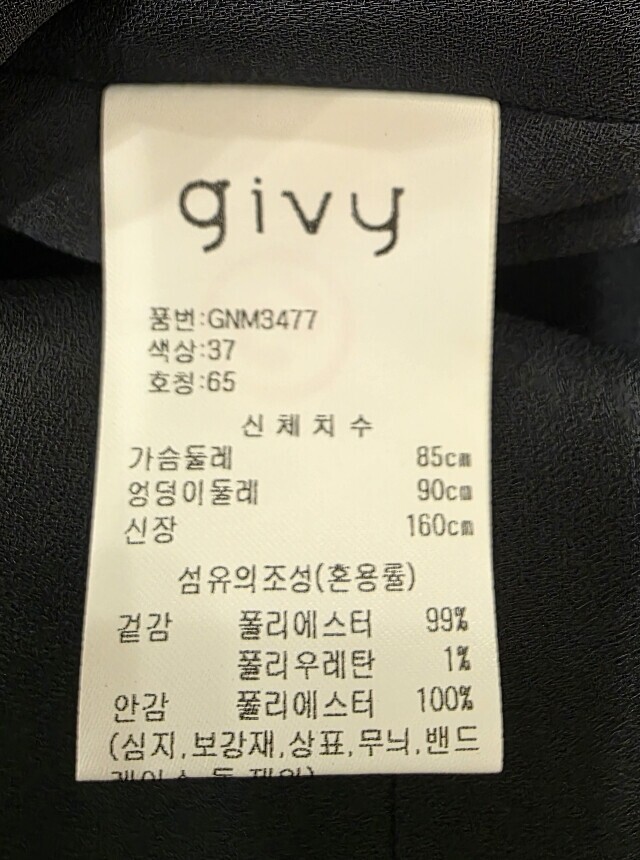 givy
품번:GNM3477
색상:37
호칭:65
신체치수
가슴둘레 85cm
엉덩이둘레 90cm
신장 160cm
섬유의조성(혼용률)
겉감 폴리에스터 99%
폴리우레탄 1%
안감 폴리에스터 100%
(심지,보강재,상표,무늬,밴드